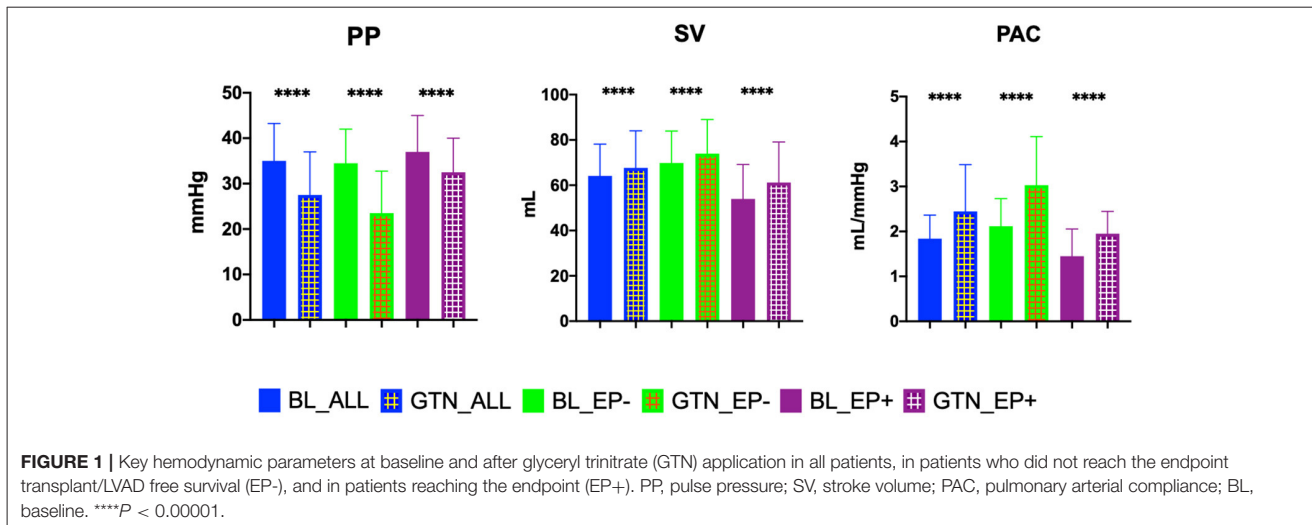 PP
SV
PAC
**** **** ****
50
40
30
20
10
0
mmHg
**** **** ****
100
80
60
40
20
0
mL
**** **** ****
5
4
3
2
1
0
mL/mmHg
BL_ALL GTN_ALL BL_EP- GTN_EP- BL_EP+ GTN_EP+
FIGURE 1 | Key hemodynamic parameters at baseline and after glyceryl trinitrate (GTN) application in all patients, in patients who did not reach the endpoint
transplant/LVAD free survival (EP-), and in patients reaching the endpoint (EP+). PP, pulse pressure; SV, stroke volume; PAC, pulmonary arterial compliance; BL,
baseline. ****P < 0.00001.